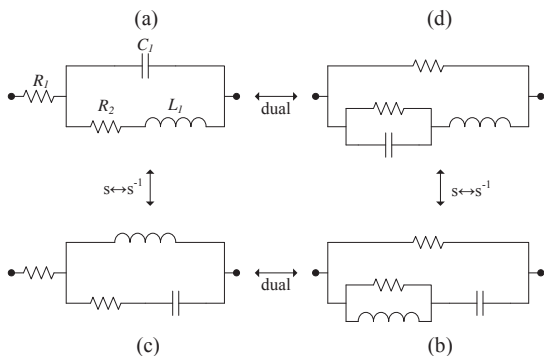 (a) (d)
C1
R1
R2 L1
dual
s↔s⁻¹ s↔s⁻¹
dual
(c) (b)